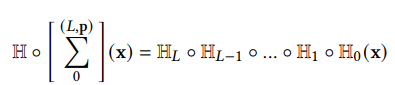 ℍ ∘ [ ∑_{0}^{(L,𝐩)} ] (𝐱) = ℍ_L ∘ ℍ_{L−1} ∘ ... ∘ ℍ_1 ∘ ℍ_0(𝐱)